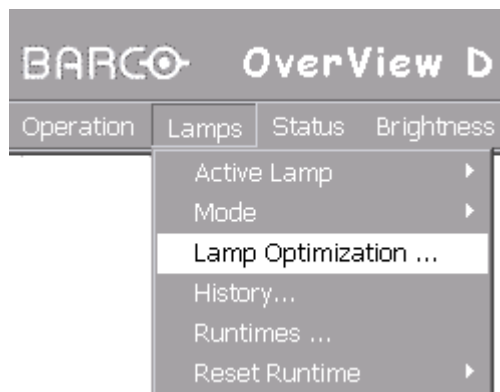 BARCO OverView D
Operation Lamps Status Brightness
Active Lamp
Mode
Lamp Optimization ...
History...
Runtimes ...
Reset Runtime